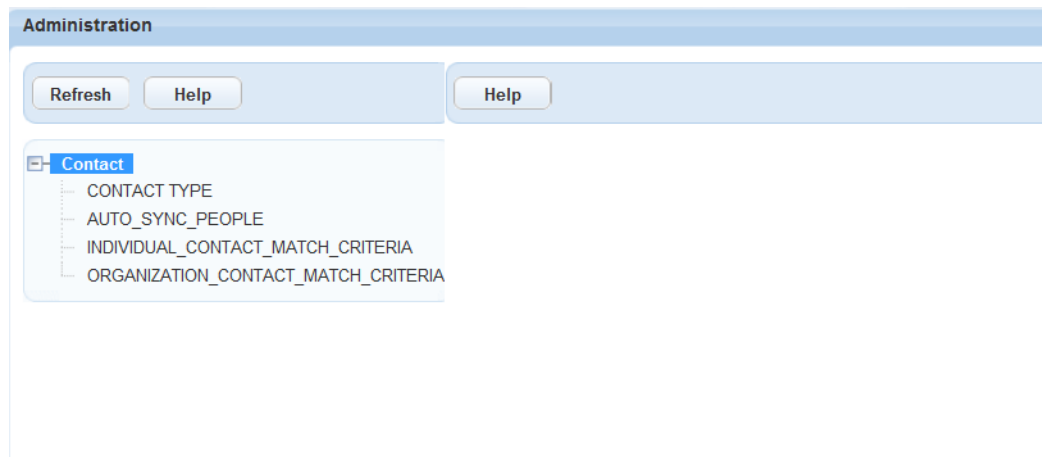 Administration
Refresh Help Help
Contact
CONTACT TYPE
AUTO_SYNC_PEOPLE
INDIVIDUAL_CONTACT_MATCH_CRITERIA
ORGANIZATION_CONTACT_MATCH_CRITERIA